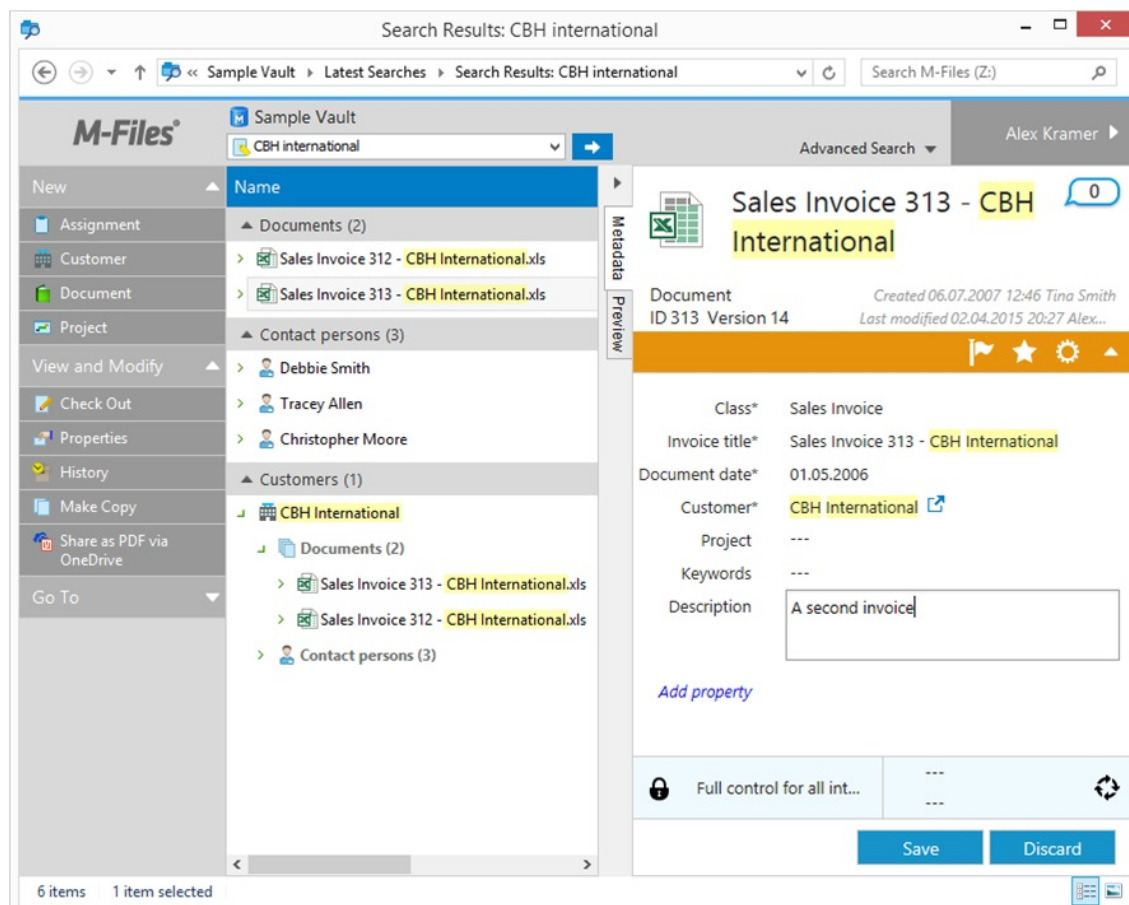 Search Results: CBH international
« Sample Vault Latest Searches Search Results: CBH international
Search M-Files (Z:)
M-Files®
Sample Vault
CBH international
Advanced Search
Alex Kramer
New
Assignment
Customer
Document
Project
View and Modify
Check Out
Properties
History
Make Copy
Share as PDF via
OneDrive
Go To
Name
Documents (2)
Sales Invoice 312 - CBH International.xls
Sales Invoice 313 - CBH International.xls
Contact persons (3)
Debbie Smith
Tracey Allen
Christopher Moore
Customers (1)
CBH International
Documents (2)
Sales Invoice 313 - CBH International.xls
Sales Invoice 312 - CBH International.xls
Contact persons (3)
Metadata
Preview
Sales Invoice 313 - CBH
International
0
Document
ID 313 Version 14
Created 06.07.2007 12:46 Tina Smith
Last modified 02.04.2015 20:27 Alex...
Class* Sales Invoice
Invoice title* Sales Invoice 313 - CBH International
Document date* 01.05.2006
Customer* CBH International
Project ---
Keywords ---
Description A second invoice
Add property
Full control for all int...
---
---
Save
Discard
6 items 1 item selected